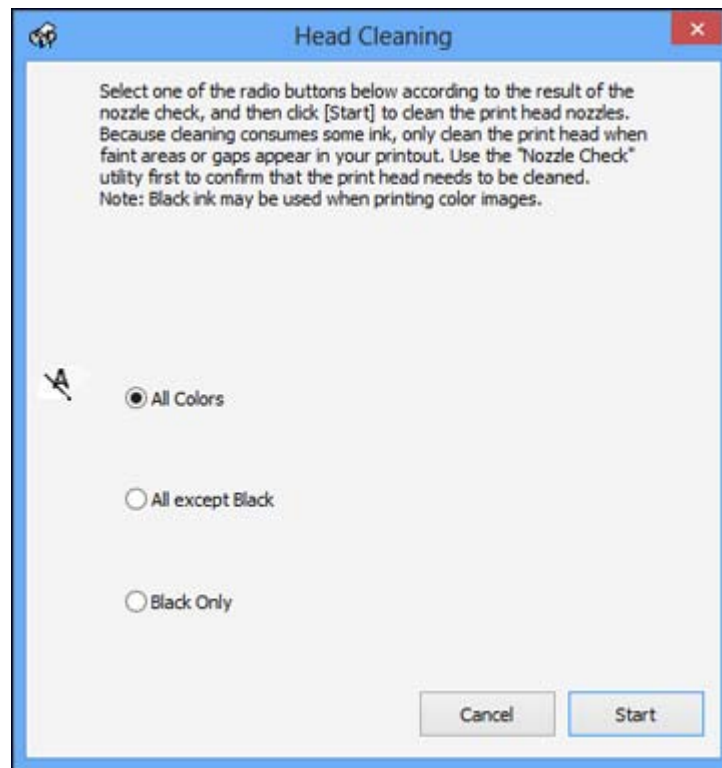 Head Cleaning
Select one of the radio buttons below according to the result of the
nozzle check, and then click [Start] to clean the print head nozzles.
Because cleaning consumes some ink, only clean the print head when
faint areas or gaps appear in your printout. Use the "Nozzle Check"
utility first to confirm that the print head needs to be cleaned.
Note: Black ink may be used when printing color images.
A
All Colors
All except Black
Black Only
Cancel
Start